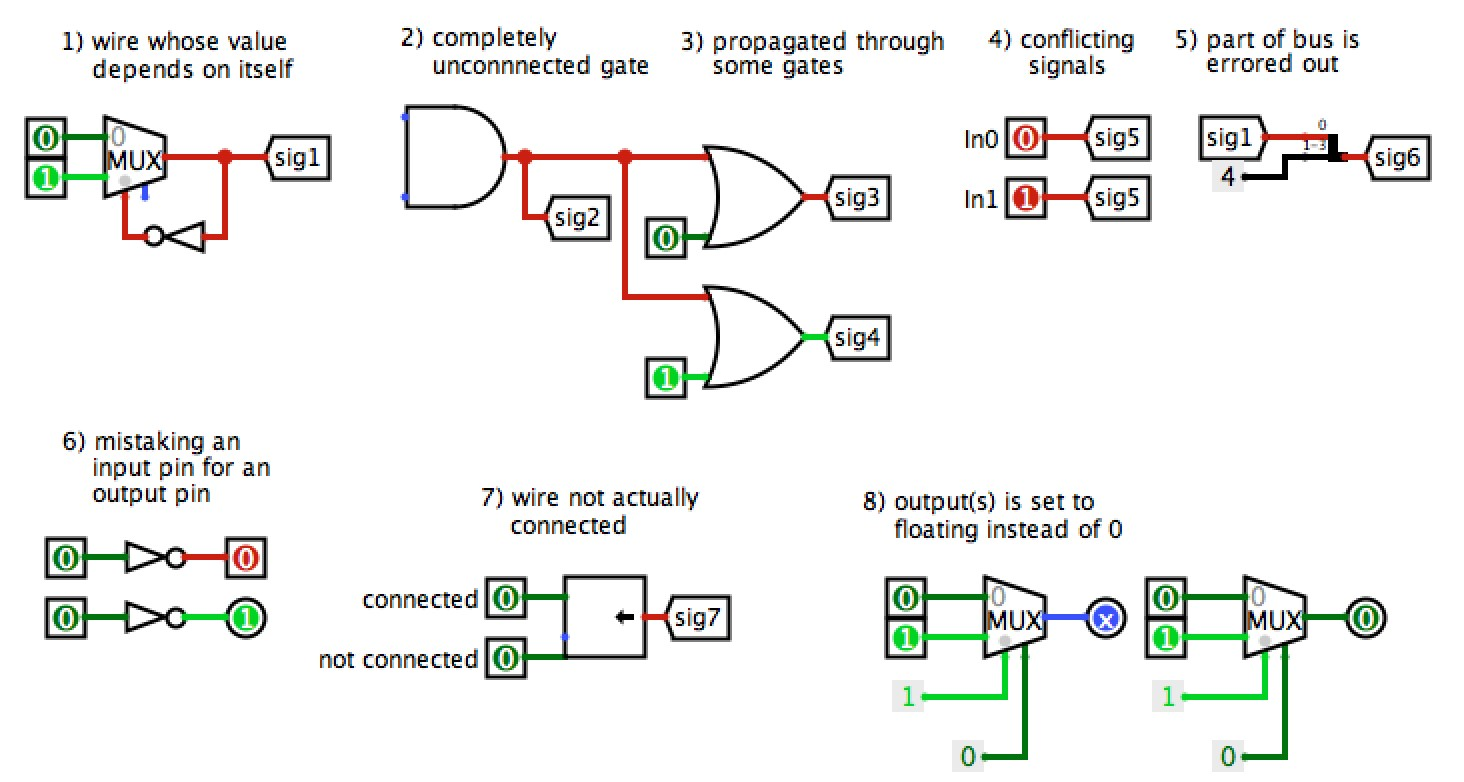 1) wire whose value
depends on itself
2) completely
unconnnected gate
3) propagated through
some gates
4) conflicting
signals
5) part of bus is
errored out
0
1
0
MUX
sig1
sig2
0
sig3
1
sig4
In0
0
sig5
In1
1
sig5
sig1
0
1-3
4
sig6
6) mistaking an
input pin for an
output pin
0
0
0
1
7) wire not actually
connected
connected
0
not connected
0
sig7
8) output(s) is set to
floating instead of 0
0
1
0
MUX
x
1
0
0
1
0
MUX
0
1
0